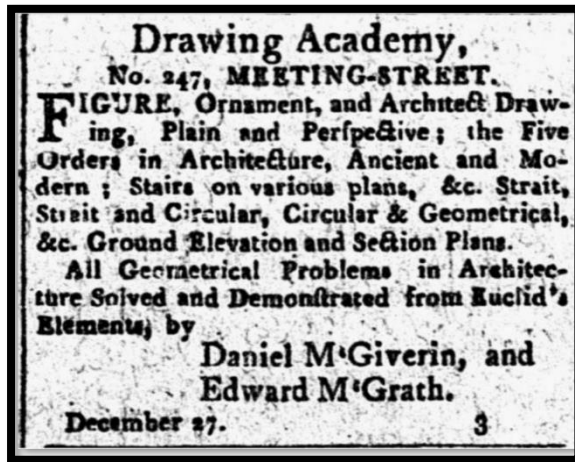 Drawing Academy,
No. 247, MEETING-STREET.
FIGURE, Ornament, and Architect Draw-
ing, Plain and Perſpective; the Five
Orders in Architecture, Ancient and Mo-
dern; Stairs on various plans, &c. Strait,
Strait and Circular, Circular & Geometrical,
&c. Ground Elevation and Section Plans.
All Geometrical Problems in Architec-
ture Solved and Demonſtrated from Euclid's
Elements, by
Daniel M'Giverin, and
Edward M'Grath.
December 27. 3